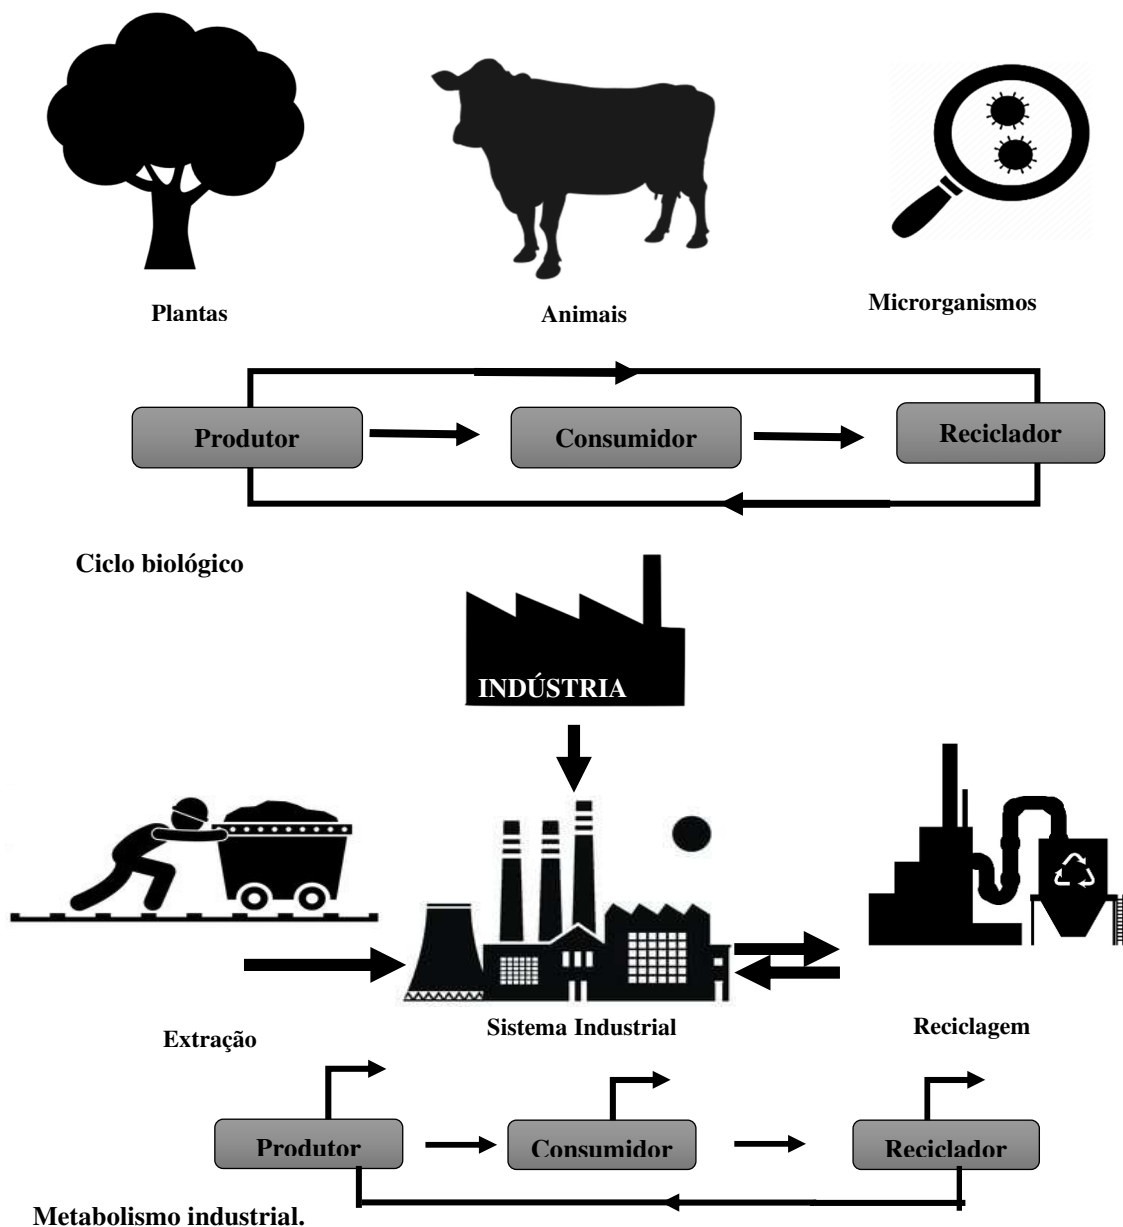 Plantas
Animais
Microrganismos
Produtor
Consumidor
Reciclador
Ciclo biológico
INDÚSTRIA
Extração
Sistema Industrial
Reciclagem
Produtor
Consumidor
Reciclador
Metabolismo industrial.